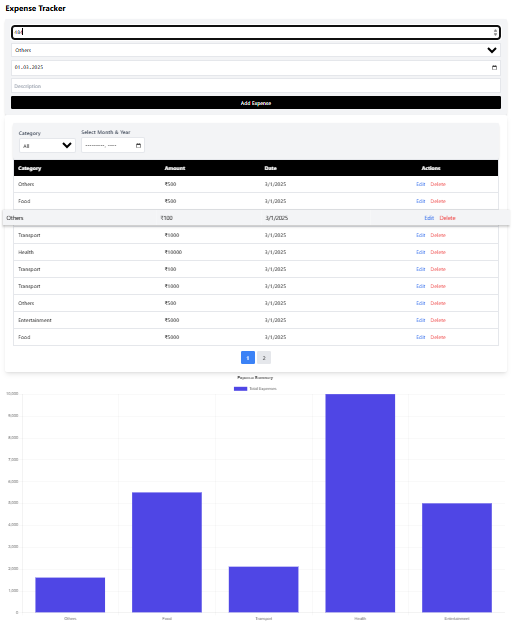 Expense Tracker
Others
01.03.2025
Description
Add Expense
Category Select Month & Year
All ---------, ----
Category Amount Date Actions
Others ₹500 3/1/2025 Edit Delete
Food ₹500 3/1/2025 Edit Delete
Others ₹100 3/1/2025 Edit Delete
Transport ₹1000 3/1/2025 Edit Delete
Health ₹10000 3/1/2025 Edit Delete
Transport ₹100 3/1/2025 Edit Delete
Transport ₹1000 3/1/2025 Edit Delete
Others ₹500 3/1/2025 Edit Delete
Entertainment ₹5000 3/1/2025 Edit Delete
Food ₹5000 3/1/2025 Edit Delete
1 2
Expense Summary
Total Expenses
10,000
9,000
8,000
7,000
6,000
5,000
4,000
3,000
2,000
1,000
0
Others Food Transport Health Entertainment